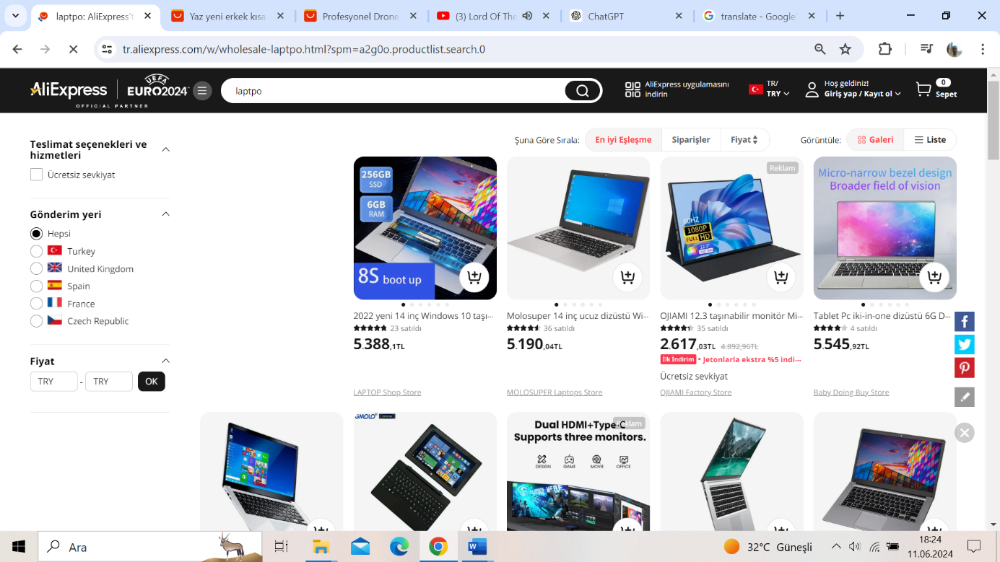 laptop: AliExpress't
Yaz yeni erkek kısa
Profesyonel Drone
(3) Lord Of The
ChatGPT
translate - Google'
tr.aliexpress.com/w/wholesale-laptpo.html?spm=a2g0o.productlist.search.0
AliExpress
UEFA
EURO2024
OFFICIAL PARTNER
laptpo
AliExpress uygulamasını
indirin
TR/
TRY
Hoş geldiniz!
Giriş yap / Kayıt ol
0
Sepet
Teslimat seçenekleri ve
hizmetleri
Ücretsiz sevkiyat
Gönderim yeri
Hepsi
Turkey
United Kingdom
Spain
France
Czech Republic
Fiyat
TRY - TRY OK
Şuna Göre Sırala: En iyi Eşleşme Siparişler Fiyat
Görüntüle: Galeri Liste
256GB
SSD
6GB
RAM
8S boot up
2022 yeni 14 inç Windows 10 taşı...
23 satıldı
5.388,1TL
LAPTOP Shop Store
Molosuper 14 inç ucuz dizüstü Wi...
36 satıldı
5.190,04TL
MOLOSUPER Laptops Store
Reklam
60HZ
1080P
FULL HD
12.3"
OJIAMI 12.3 taşınabilir monitör Mi...
35 satıldı
2.617,03TL 4.892,96TL
İlk İndirim • Jetonlarla ekstra %5 indi...
Ücretsiz sevkiyat
OJIAMI Factory Store
Micro-narrow bezel design
Broader field of vision
Tablet Pc iki-in-one dizüstü 6G D...
4 satıldı
5.545,92TL
Baby Doing Buy Store
GMOLO
Reklam
Dual HDMI+Type-C
Supports three monitors.
DESIGN GAME MOVIE OFFICE
Ara
32°C Güneşli
18:24
11.06.2024